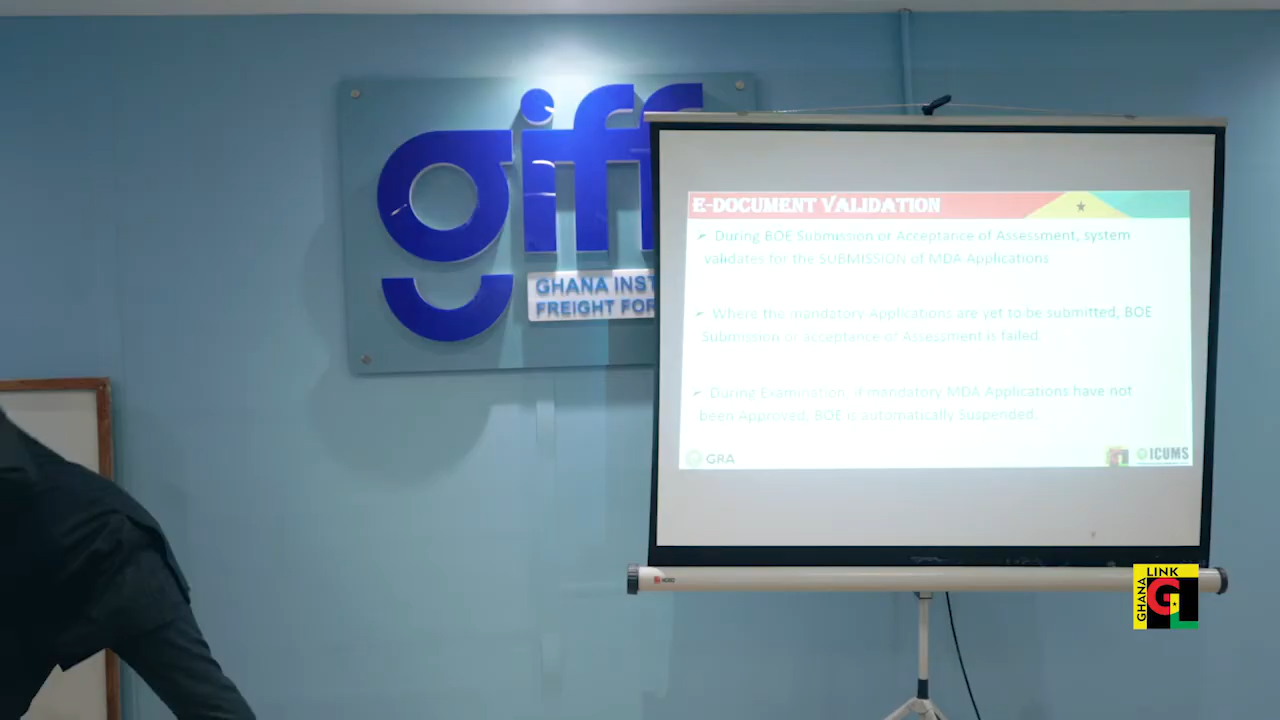 giff
GHANA INST
FREIGHT FOR
E-DOCUMENT VALIDATION
During BOE Submission or Acceptance of Assessment, system
validates for the SUBMISSION of MDA Applications
Where the mandatory Applications are yet to be submitted, BOE
Submission or acceptance of Assessment is failed.
During Examination, if mandatory MDA Applications have not
been Approved, BOE is automatically Suspended.
GRA
ICUMS
GHANA LINK
GL